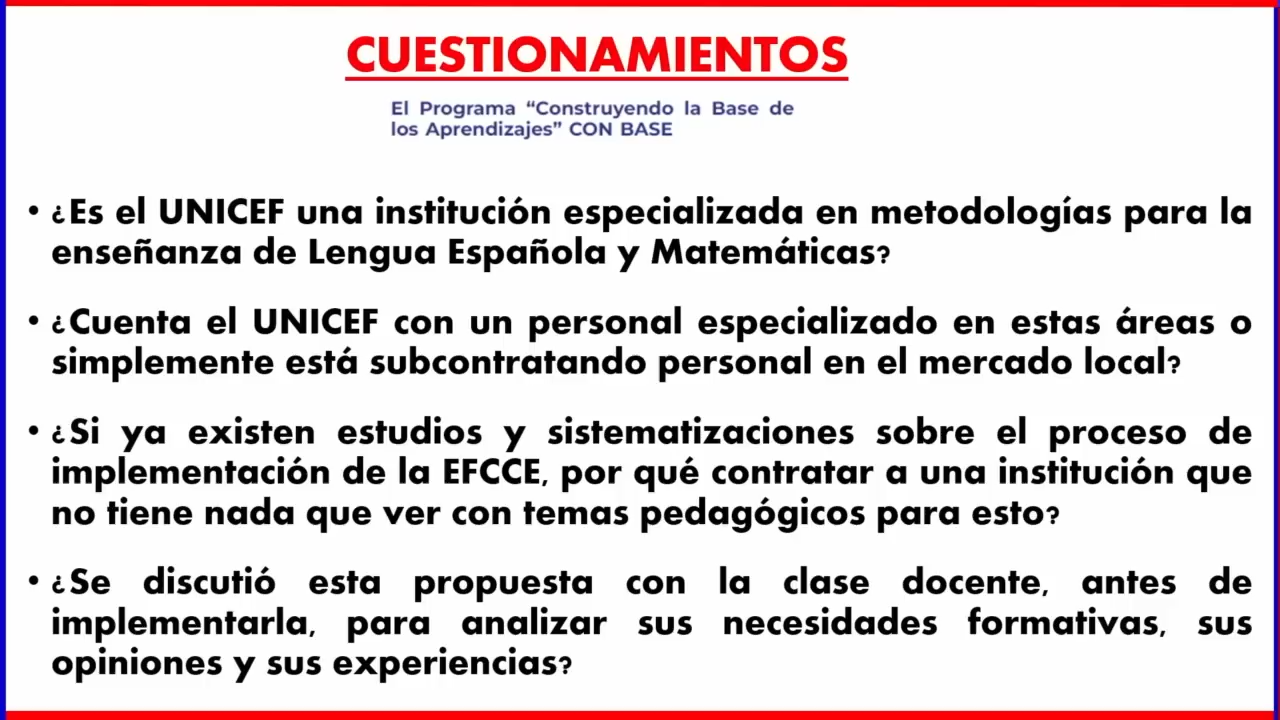 CUESTIONAMIENTOS
El Programa “Construyendo la Base de
los Aprendizajes” CON BASE
• ¿Es el UNICEF una institución especializada en metodologías para la
enseñanza de Lengua Española y Matemáticas?
• ¿Cuenta el UNICEF con un personal especializado en estas áreas o
simplemente está subcontratando personal en el mercado local?
• ¿Si ya existen estudios y sistematizaciones sobre el proceso de
implementación de la EFCCE, por qué contratar a una institución que
no tiene nada que ver con temas pedagógicos para esto?
• ¿Se discutió esta propuesta con la clase docente, antes de
implementarla, para analizar sus necesidades formativas, sus
opiniones y sus experiencias?